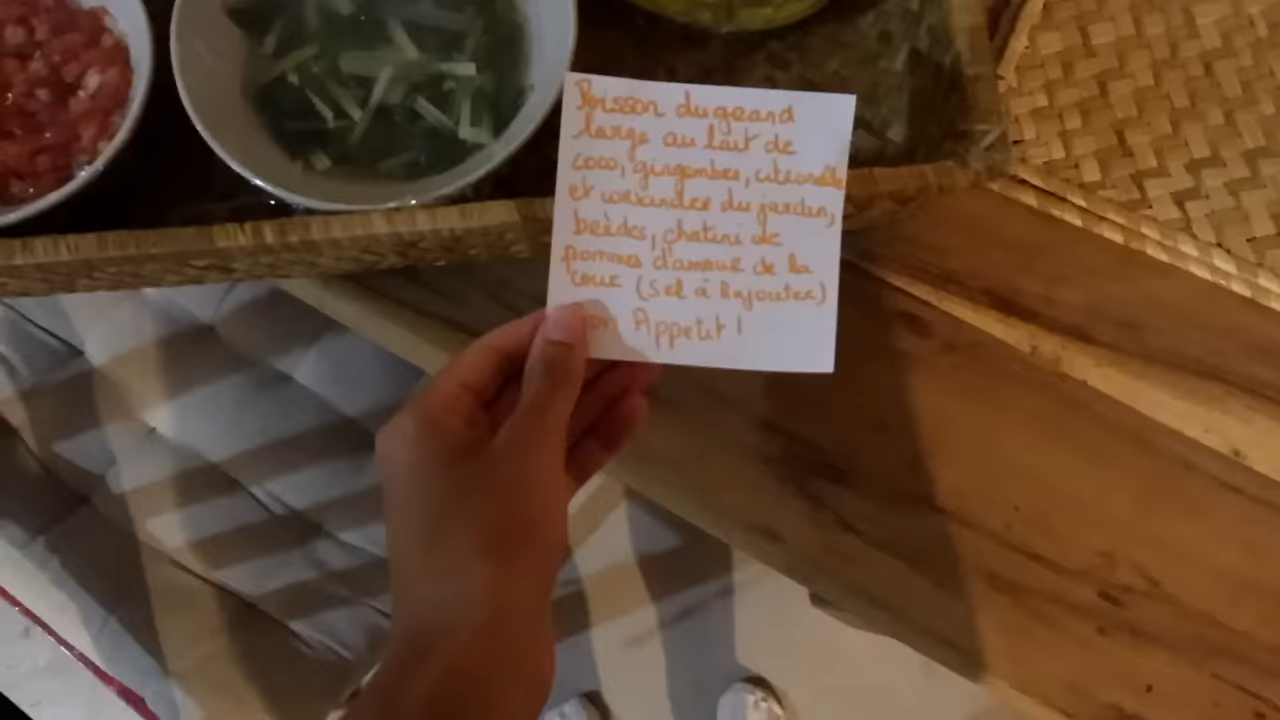 Poisson du grand
large au lait de
coco, gingembre, citronelle
et coriandre du jardin,
brèdes, chatini de
pommes d'amour de la
cour (Sel à Rajouter)
Bon Appetit !